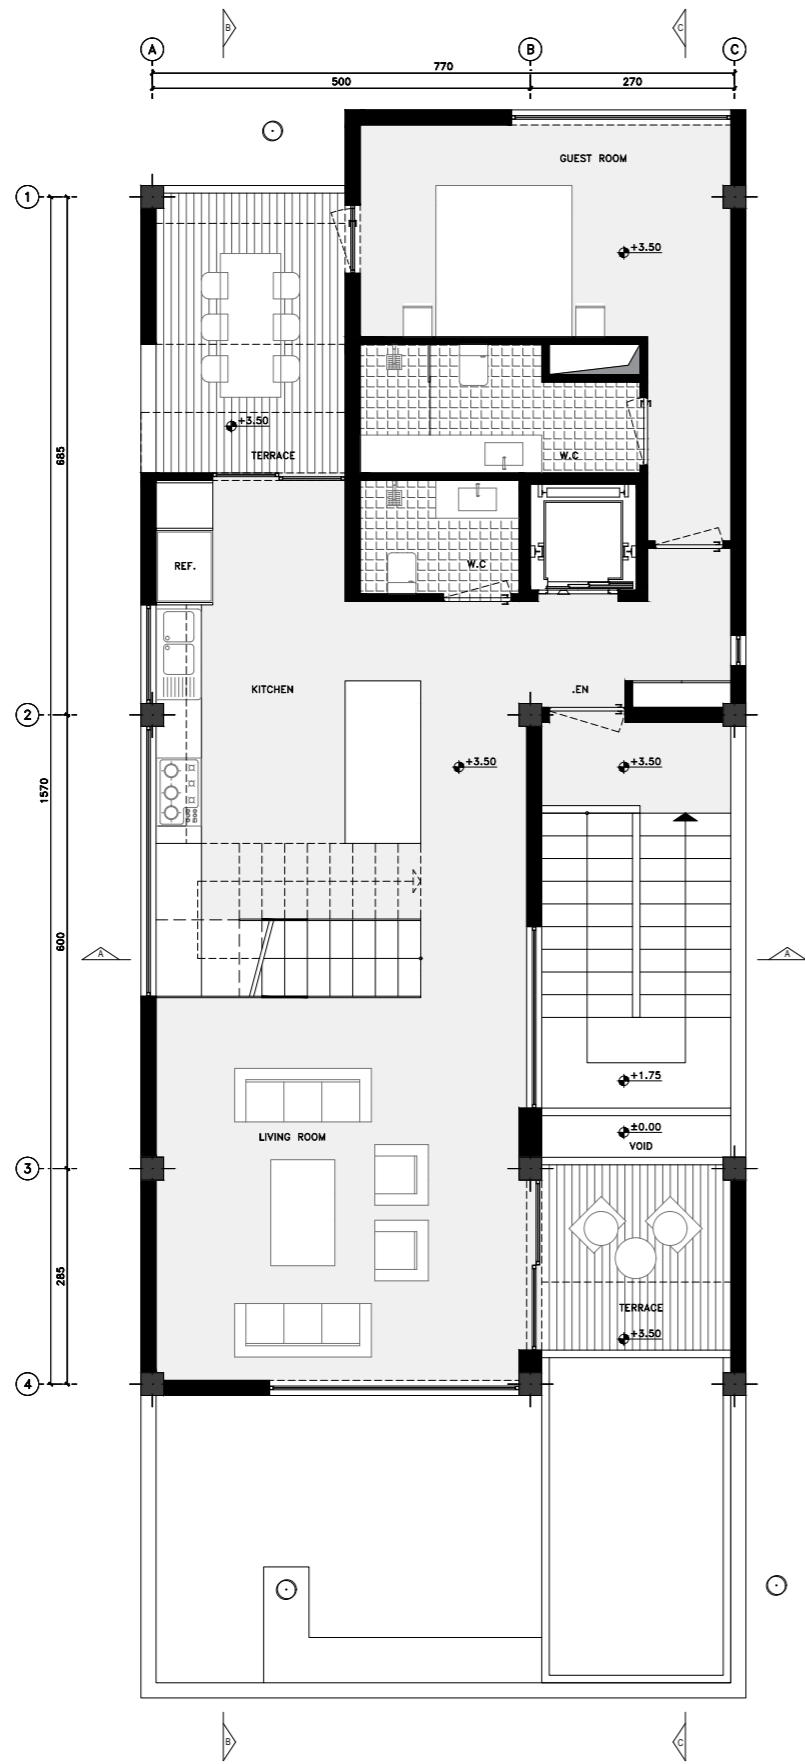 B
C
A
B
C
770
500
270
GUEST ROOM
1
+3.50
+3.50
TERRACE
W.C
685
REF.
W.C
KITCHEN
.EN
2
+3.50
+3.50
1570
600
A
A
+1.75
±0.00
VOID
LIVING ROOM
3
285
TERRACE
+3.50
4
B
C